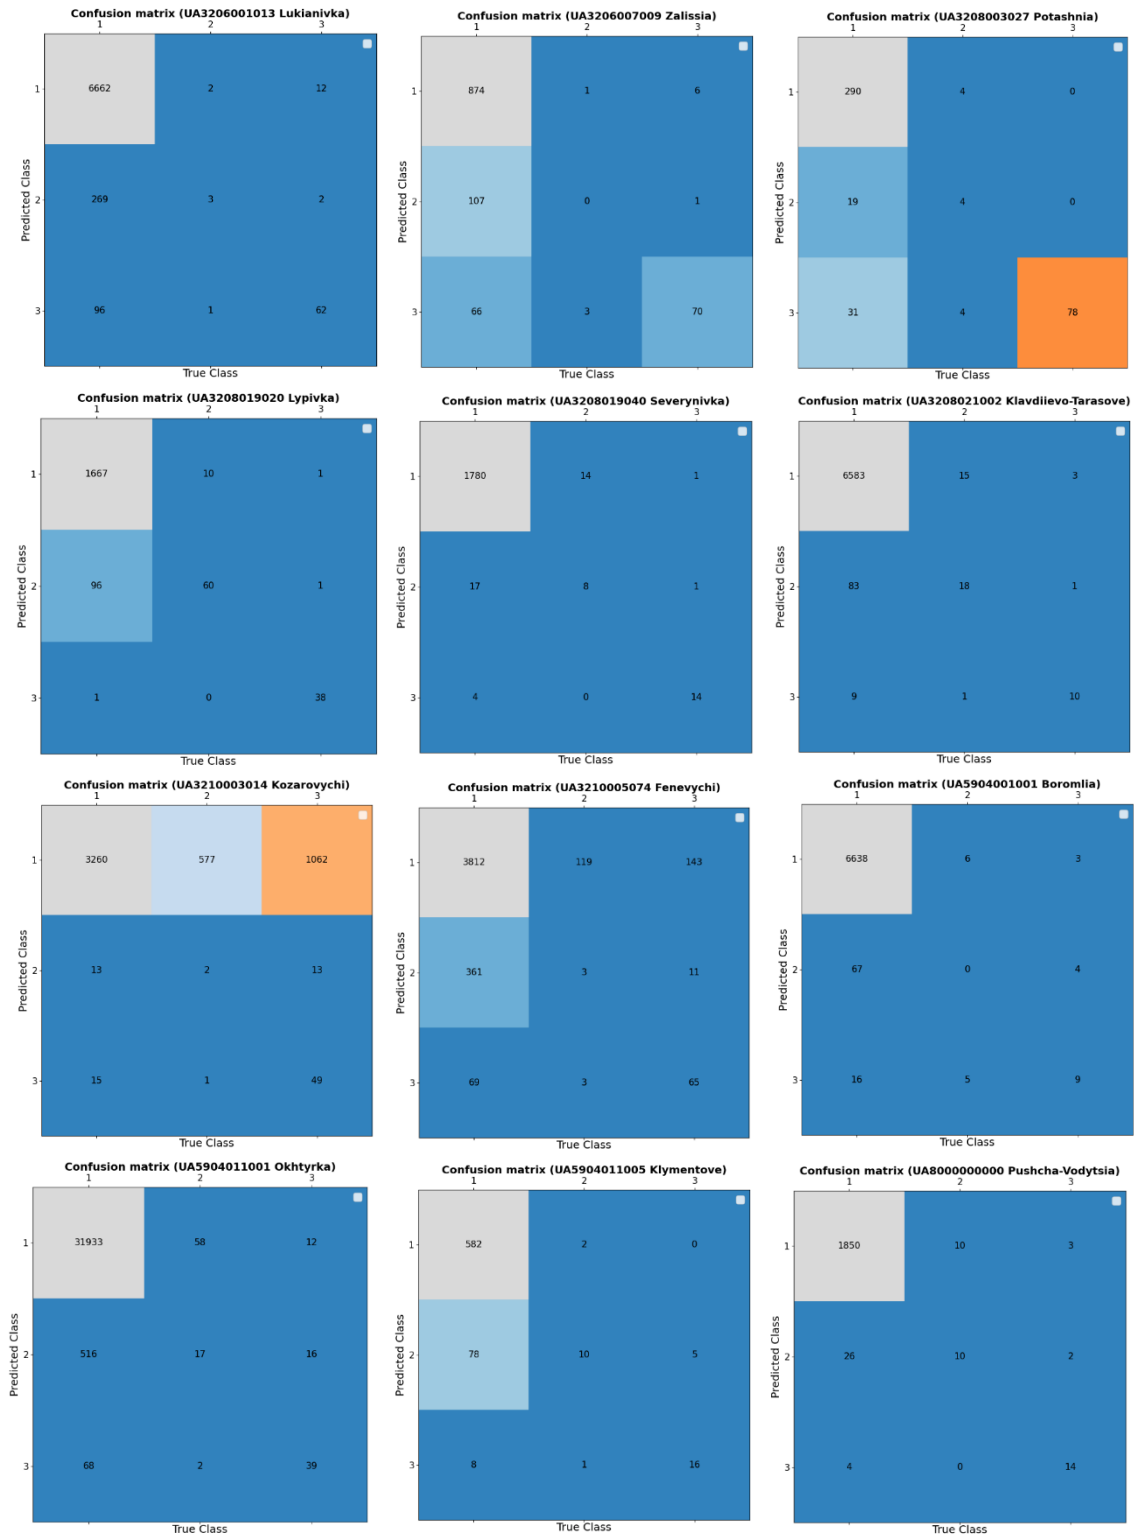 Confusion matrix (UA3206001013 Lukianivka)
1 2 3
Predicted Class
1 6662 2 12
2 269 3 2
3 96 1 62
True Class
Confusion matrix (UA3206007009 Zalissia)
1 2 3
Predicted Class
1 874 1 6
2 107 0 1
3 66 3 70
True Class
Confusion matrix (UA3208003027 Potashnia)
1 2 3
Predicted Class
1 290 4 0
2 19 4 0
3 31 4 78
True Class
Confusion matrix (UA3208019020 Lypivka)
1 2 3
Predicted Class
1 1667 10 1
2 96 60 1
3 1 0 38
True Class
Confusion matrix (UA3208019040 Severynivka)
1 2 3
Predicted Class
1 1780 14 1
2 17 8 1
3 4 0 14
True Class
Confusion matrix (UA3208021002 Klavdiievo-Tarasove)
1 2 3
Predicted Class
1 6583 15 3
2 83 18 1
3 9 1 10
True Class
Confusion matrix (UA3210003014 Kozarovychi)
1 2 3
Predicted Class
1 3260 577 1062
2 13 2 13
3 15 1 49
True Class
Confusion matrix (UA3210005074 Fenevychi)
1 2 3
Predicted Class
1 3812 119 143
2 361 3 11
3 69 3 65
True Class
Confusion matrix (UA5904001001 Boromlia)
1 2 3
Predicted Class
1 6638 6 3
2 67 0 4
3 16 5 9
True Class
Confusion matrix (UA5904011001 Okhtyrka)
1 2 3
Predicted Class
1 31933 58 12
2 516 17 16
3 68 2 39
True Class
Confusion matrix (UA5904011005 Klymentove)
1 2 3
Predicted Class
1 582 2 0
2 78 10 5
3 8 1 16
True Class
Confusion matrix (UA8000000000 Pushcha-Vodytsia)
1 2 3
Predicted Class
1 1850 10 3
2 26 10 2
3 4 0 14
True Class